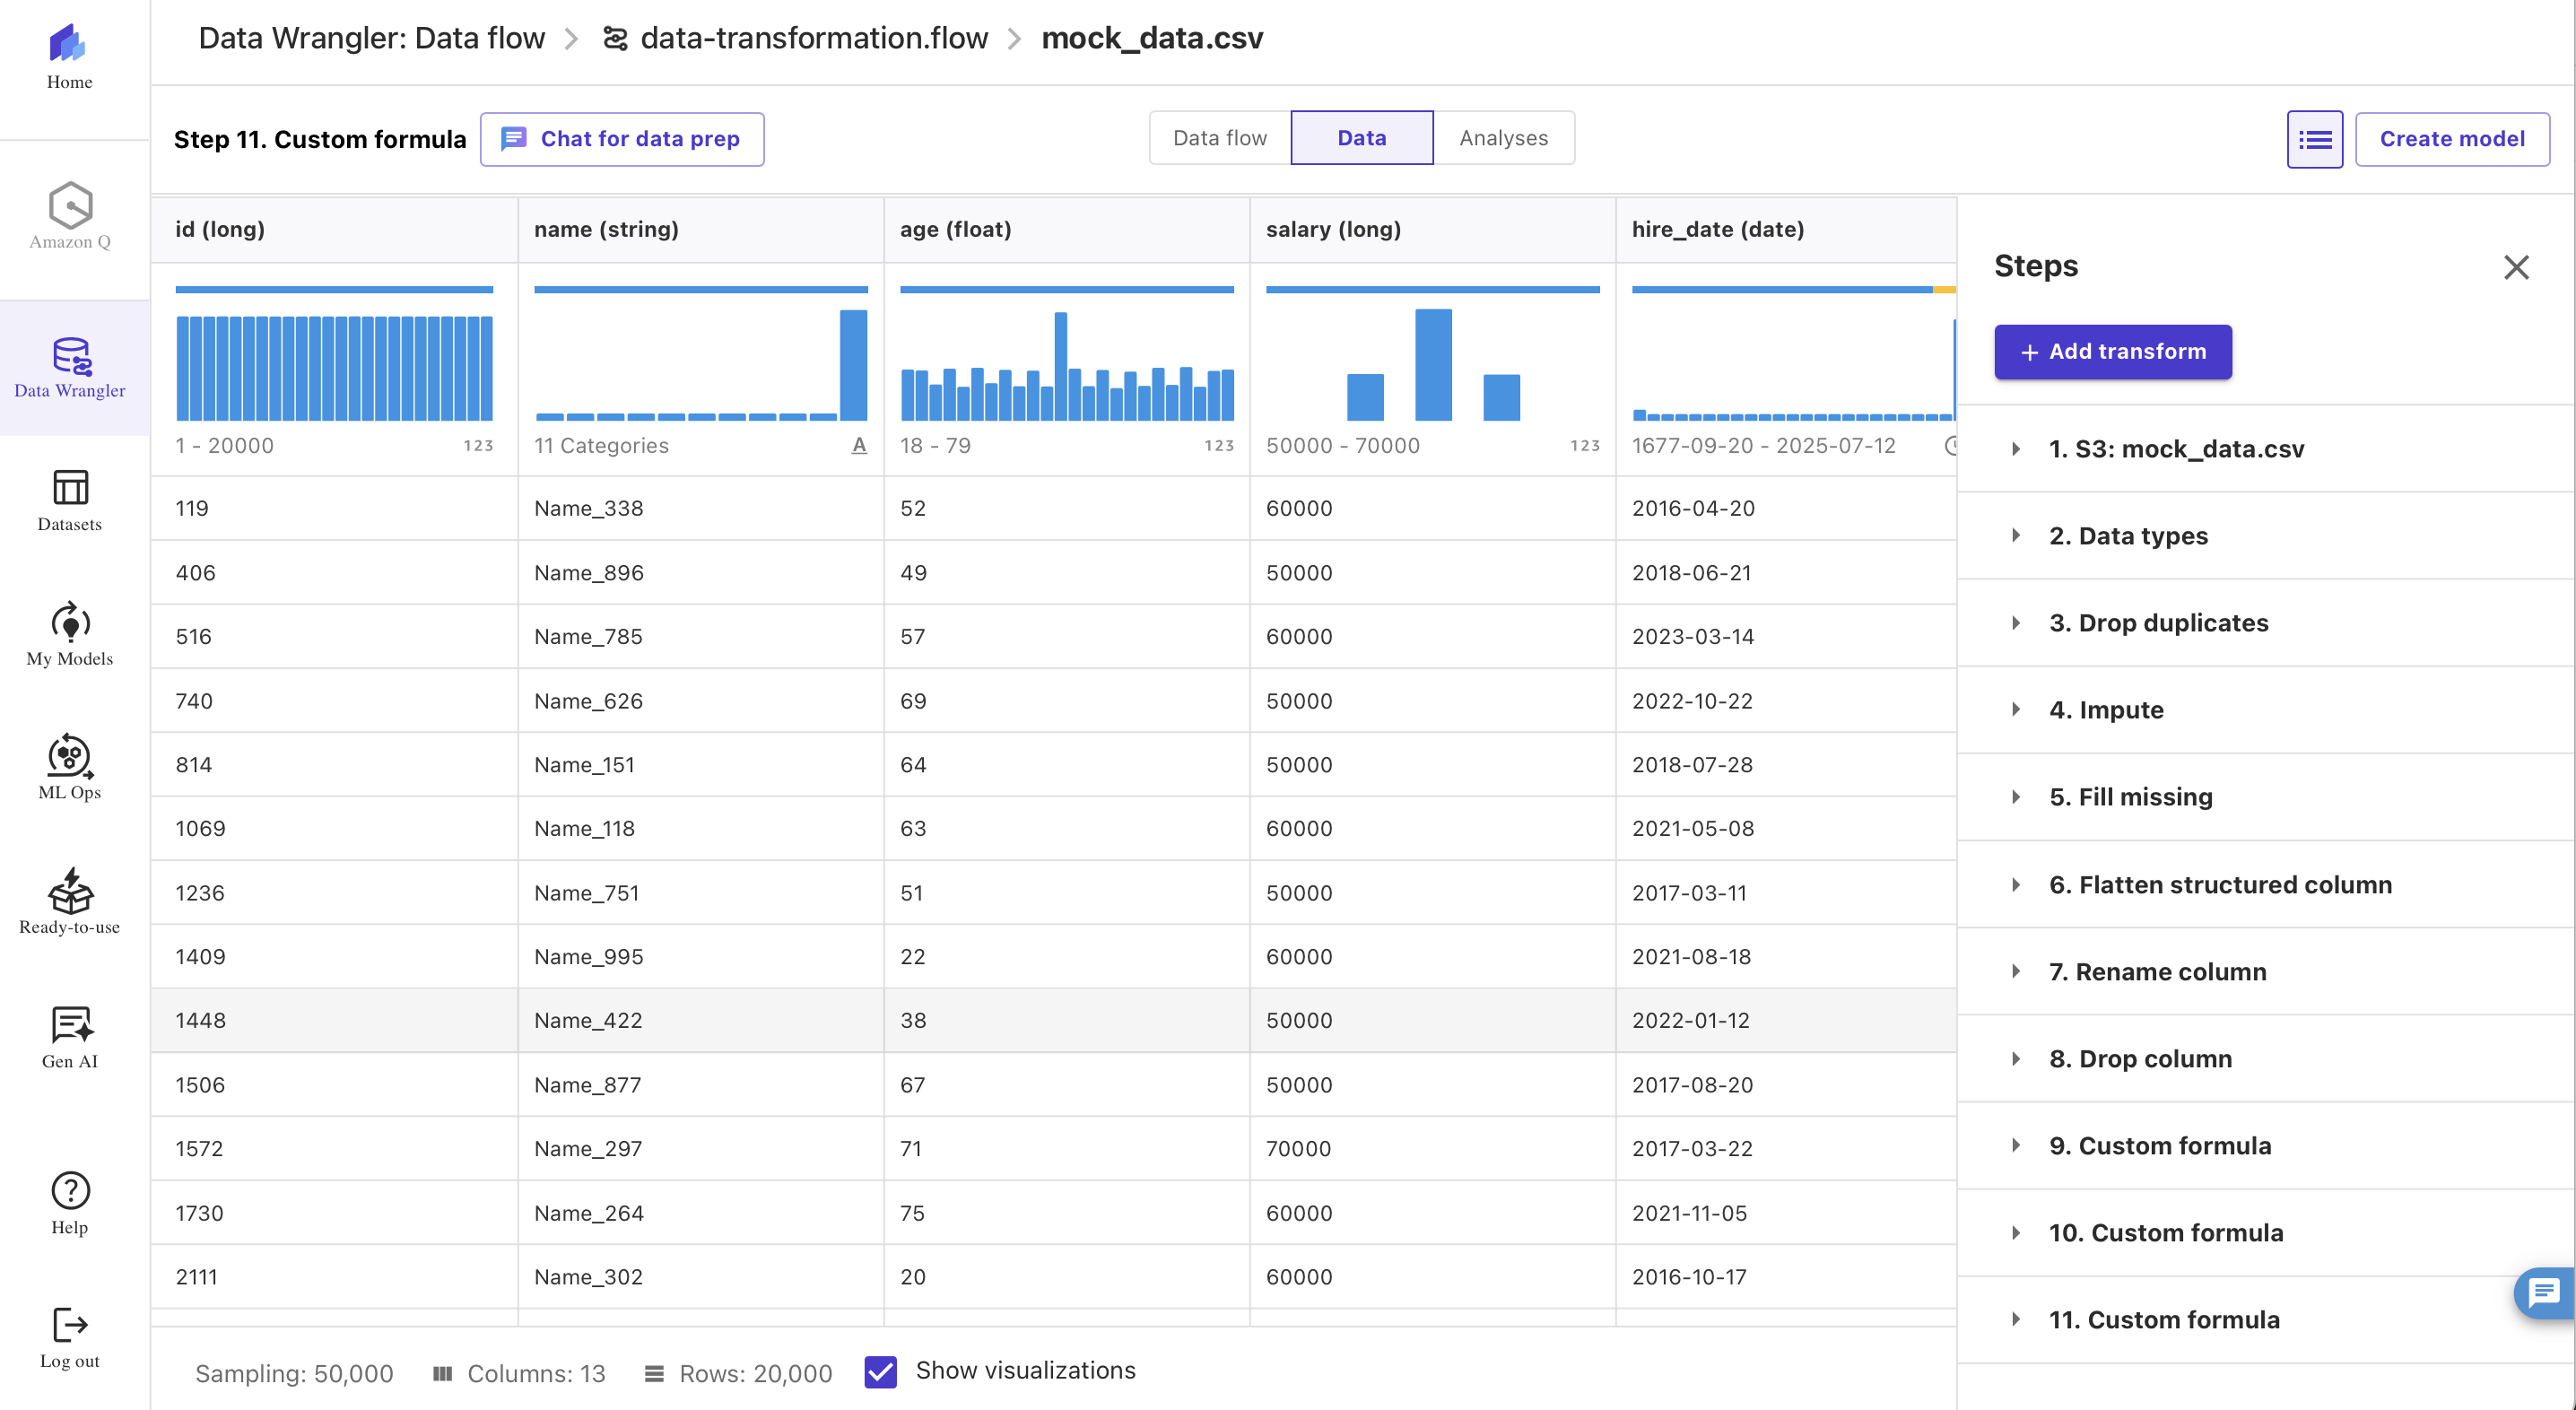 Home
Amazon Q
Data Wrangler
Datasets
My Models
ML Ops
Ready-to-use
Gen AI
Help
Log out
Data Wrangler: Data flow > data-transformation.flow > mock_data.csv
Step 11. Custom formula Chat for data prep Data flow Data Analyses Create model
id (long) name (string) age (float) salary (long) hire_date (date)
1 - 20000 123 11 Categories A 18 - 79 123 50000 - 70000 123 1677-09-20 - 2025-07-12
119 Name_338 52 60000 2016-04-20
406 Name_896 49 50000 2018-06-21
516 Name_785 57 60000 2023-03-14
740 Name_626 69 50000 2022-10-22
814 Name_151 64 50000 2018-07-28
1069 Name_118 63 60000 2021-05-08
1236 Name_751 51 50000 2017-03-11
1409 Name_995 22 60000 2021-08-18
1448 Name_422 38 50000 2022-01-12
1506 Name_877 67 50000 2017-08-20
1572 Name_297 71 70000 2017-03-22
1730 Name_264 75 60000 2021-11-05
2111 Name_302 20 60000 2016-10-17
Sampling: 50,000 Columns: 13 Rows: 20,000 Show visualizations
Steps
+ Add transform
1. S3: mock_data.csv
2. Data types
3. Drop duplicates
4. Impute
5. Fill missing
6. Flatten structured column
7. Rename column
8. Drop column
9. Custom formula
10. Custom formula
11. Custom formula